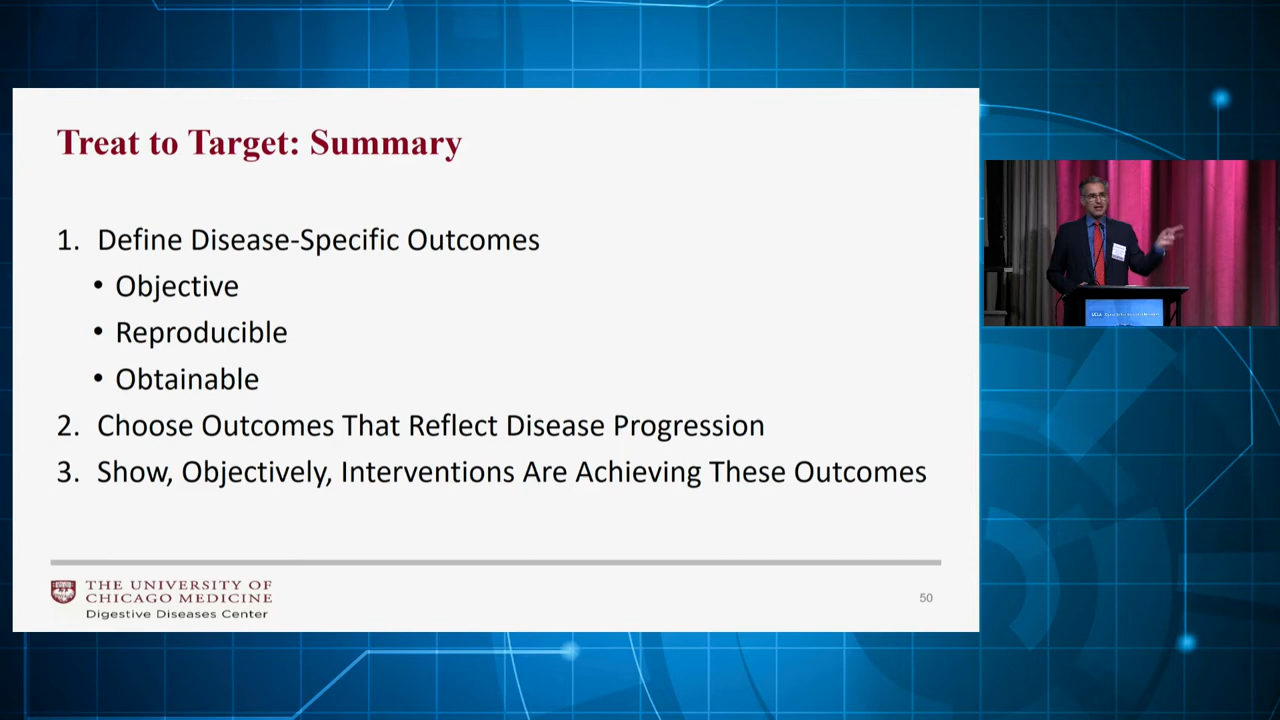 Treat to Target: Summary
1. Define Disease-Specific Outcomes
• Objective
• Reproducible
• Obtainable
2. Choose Outcomes That Reflect Disease Progression
3. Show, Objectively, Interventions Are Achieving These Outcomes
THE UNIVERSITY OF
CHICAGO MEDICINE
Digestive Diseases Center
50
UCLA